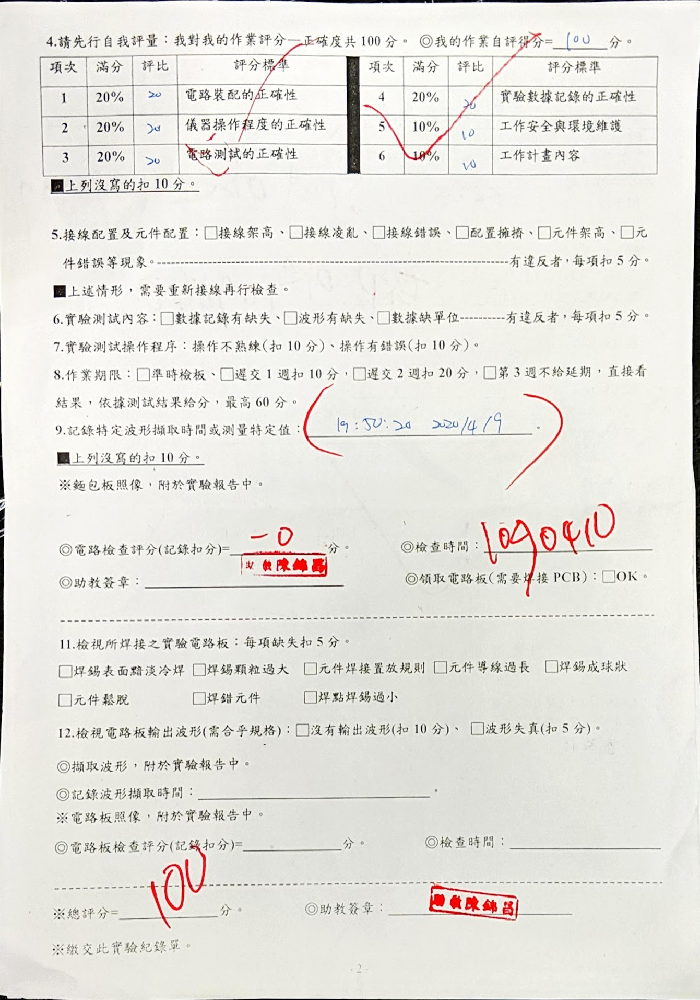 4.請先行自我評量：我對我的作業評分—正確度共 100 分。 ◎我的作業自評得分= 100 分。
項次 滿分 評比 評分標準 項次 滿分 評比 評分標準
1 20% 20 電路裝配的正確性 4 20% 20 實驗數據記錄的正確性
2 20% 20 儀器操作程度的正確性 5 10% 10 工作安全與環境維護
3 20% 20 電路測試的正確性 6 10% 10 工作計畫內容
■上列沒寫的扣 10 分。
5.接線配置及元件配置：□接線架高、□接線凌亂、□接線錯誤、□配置擁擠、□元件架高、□元
件錯誤等現象。------------------------------------------------------------------------------有違反者，每項扣 5 分。
■上述情形，需要重新接線再行檢查。
6.實驗測試內容：□數據記錄有缺失、□波形有缺失、□數據缺單位----------有違反者，每項扣 5 分。
7.實驗測試操作程序：操作不熟練(扣 10 分)、操作有錯誤(扣 10 分)。
8.作業期限：□準時檢板、□遲交 1 週扣 10 分，□遲交 2 週扣 20 分，□第 3 週不給延期，直接看
結果，依據測試結果給分，最高 60 分。
9.記錄特定波形擷取時間或測量特定值： 19:50:20 2020/4/9 。
■上列沒寫的扣 10 分。
※麵包板照像，附於實驗報告中。
◎電路檢查評分(記錄扣分)= -0 分。 ◎檢查時間： 1090410
◎助教簽章： 助教陳錦昌 ◎領取電路板(需要焊接 PCB)：□OK。
11.檢視所焊接之實驗電路板：每項缺失扣 5 分。
□焊錫表面黯淡冷焊 □焊錫顆粒過大 □元件焊接置放規則 □元件導線過長 □焊錫成球狀
□元件鬆脫 □焊錯元件 □焊點焊錫過小
12.檢視電路板輸出波形(需合乎規格)：□沒有輸出波形(扣 10 分)、 □波形失真(扣 5 分)。
◎擷取波形，附於實驗報告中。
◎記錄波形擷取時間： 。
※電路板照像，附於實驗報告中。
◎電路板檢查評分(記錄扣分)= 分。 ◎檢查時間：
※總評分= 100 分。 ◎助教簽章： 助教陳錦昌
※繳交此實驗紀錄單。
- 2 -